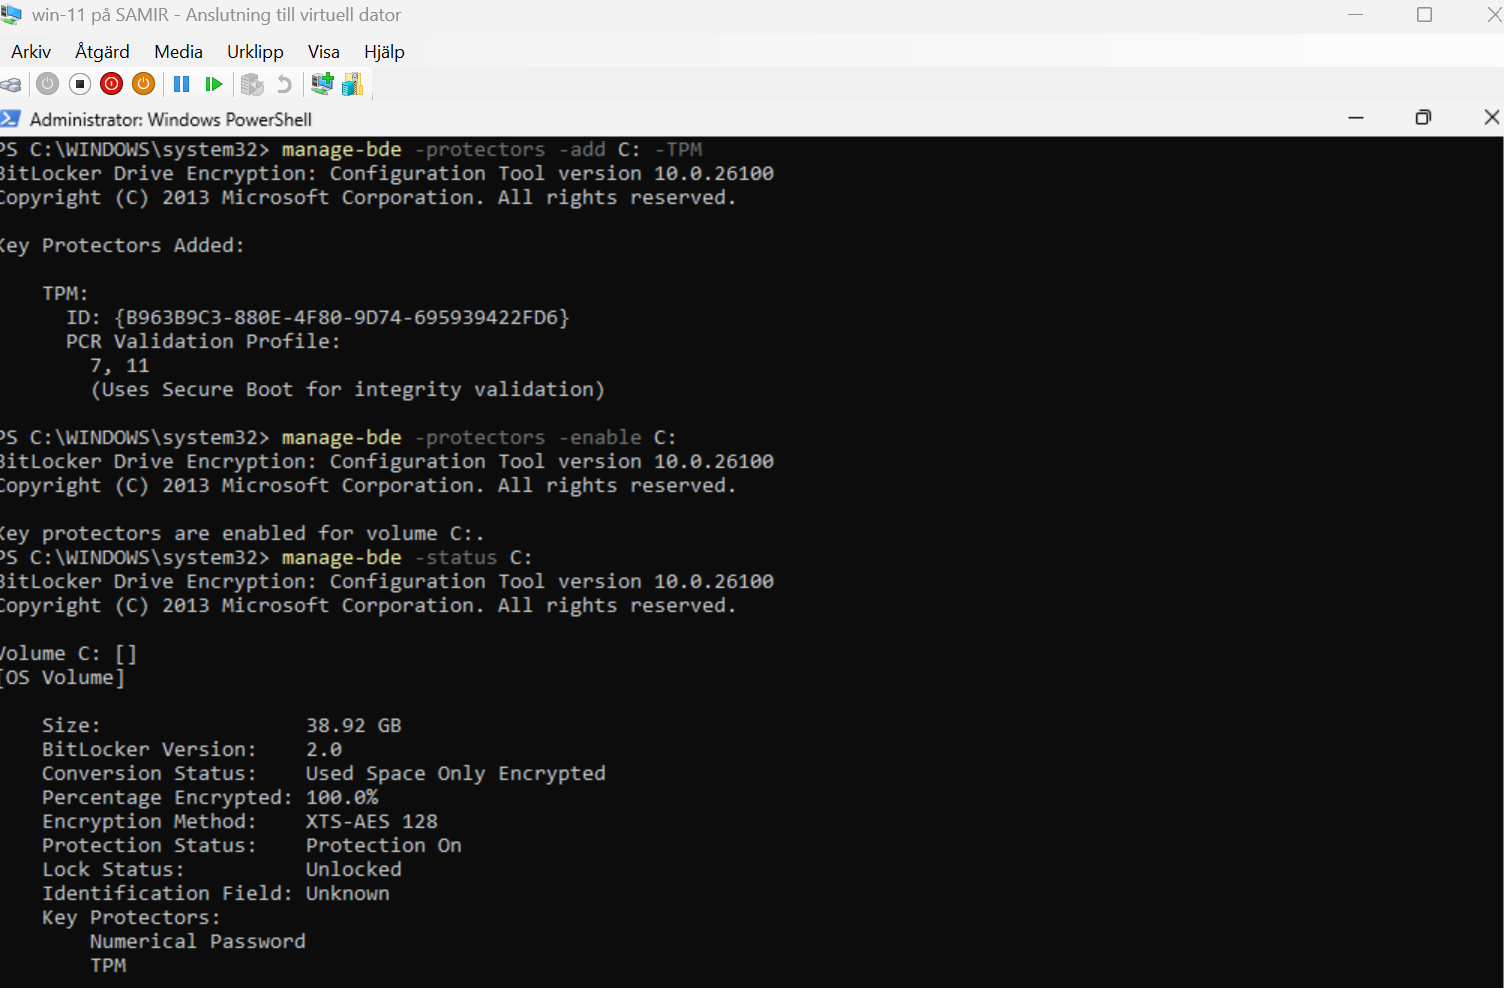 win-11 på SAMIR - Anslutning till virtuell dator
Arkiv Åtgärd Media Urklipp Visa Hjälp
Administrator: Windows PowerShell
PS C:\WINDOWS\system32> manage-bde -protectors -add C: -TPM
BitLocker Drive Encryption: Configuration Tool version 10.0.26100
Copyright (C) 2013 Microsoft Corporation. All rights reserved.
Key Protectors Added:
TPM:
ID: {B963B9C3-880E-4F80-9D74-695939422FD6}
PCR Validation Profile:
7, 11
(Uses Secure Boot for integrity validation)
PS C:\WINDOWS\system32> manage-bde -protectors -enable C:
BitLocker Drive Encryption: Configuration Tool version 10.0.26100
Copyright (C) 2013 Microsoft Corporation. All rights reserved.
Key protectors are enabled for volume C:.
PS C:\WINDOWS\system32> manage-bde -status C:
BitLocker Drive Encryption: Configuration Tool version 10.0.26100
Copyright (C) 2013 Microsoft Corporation. All rights reserved.
Volume C: []
[OS Volume]
Size: 38.92 GB
BitLocker Version: 2.0
Conversion Status: Used Space Only Encrypted
Percentage Encrypted: 100.0%
Encryption Method: XTS-AES 128
Protection Status: Protection On
Lock Status: Unlocked
Identification Field: Unknown
Key Protectors:
Numerical Password
TPM